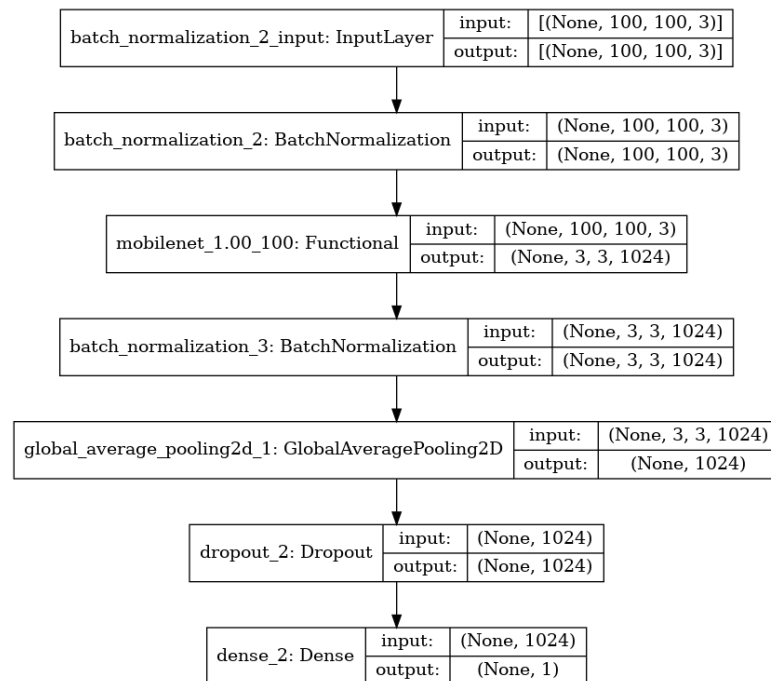 batch_normalization_2_input: InputLayer
input: [(None, 100, 100, 3)]
output: [(None, 100, 100, 3)]
batch_normalization_2: BatchNormalization
input: (None, 100, 100, 3)
output: (None, 100, 100, 3)
mobilenet_1.00_100: Functional
input: (None, 100, 100, 3)
output: (None, 3, 3, 1024)
batch_normalization_3: BatchNormalization
input: (None, 3, 3, 1024)
output: (None, 3, 3, 1024)
global_average_pooling2d_1: GlobalAveragePooling2D
input: (None, 3, 3, 1024)
output: (None, 1024)
dropout_2: Dropout
input: (None, 1024)
output: (None, 1024)
dense_2: Dense
input: (None, 1024)
output: (None, 1)